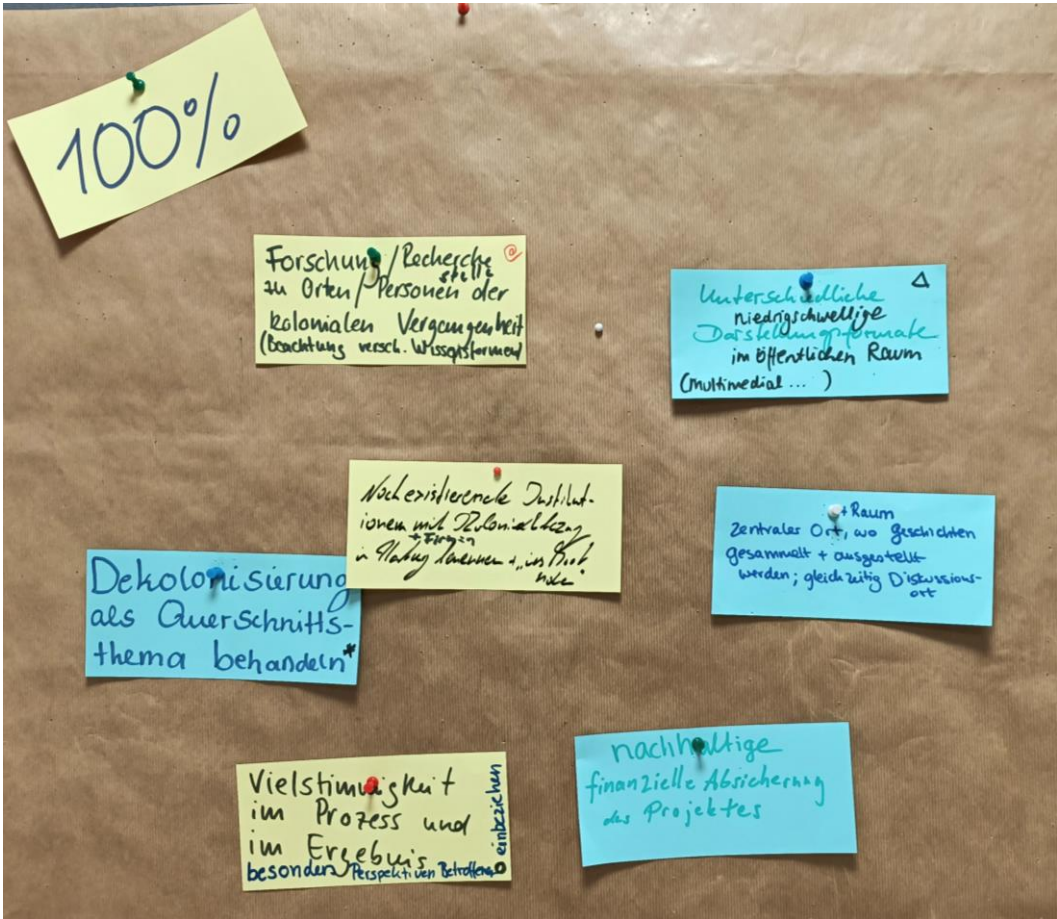 100%
Forschung/Recherche @
stelle
zu Orten/Personen der
kolonialen Vergangenheit
(Beachtung versch. Wissensformen)
Unterschiedliche
niedrigschwellige
Darstellungsformate
im öffentlichen Raum
(multimedial ... )
Noch existierende Institut-
ionen mit Kolonialbezug
+ Firmen
in benennen + „ins Boot
holen"
+ Raum
Zentraler Ort, wo Geschichten
gesammelt + ausgestellt
werden; gleichzeitig Diskussions-
ort
Dekolonisierung
als Querschnitts-
thema behandeln*
Vielstimmigkeit
im Prozess und
im Ergebnis
besonders Perspektiven Betroffener
einbeziehen
nachhaltige
finanzielle Absicherung
des Projektes